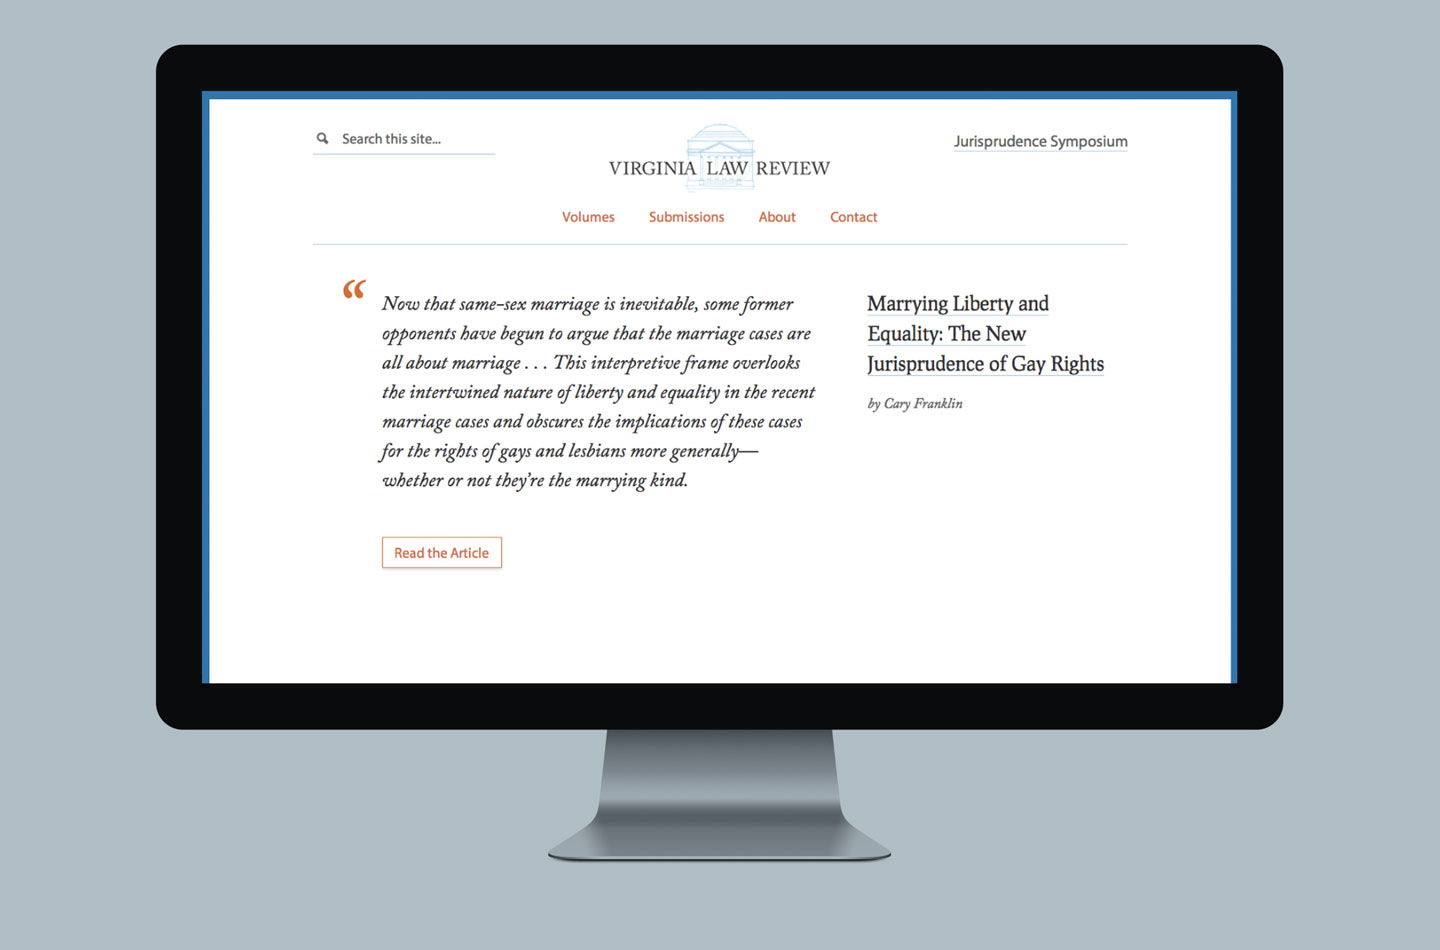 Search this site...
VIRGINIA LAW REVIEW
Jurisprudence Symposium
Volumes Submissions About Contact
“ Now that same-sex marriage is inevitable, some former
opponents have begun to argue that the marriage cases are
all about marriage . . . This interpretive frame overlooks
the intertwined nature of liberty and equality in the recent
marriage cases and obscures the implications of these cases
for the rights of gays and lesbians more generally—
whether or not they’re the marrying kind.
Read the Article
Marrying Liberty and
Equality: The New
Jurisprudence of Gay Rights
by Cary Franklin